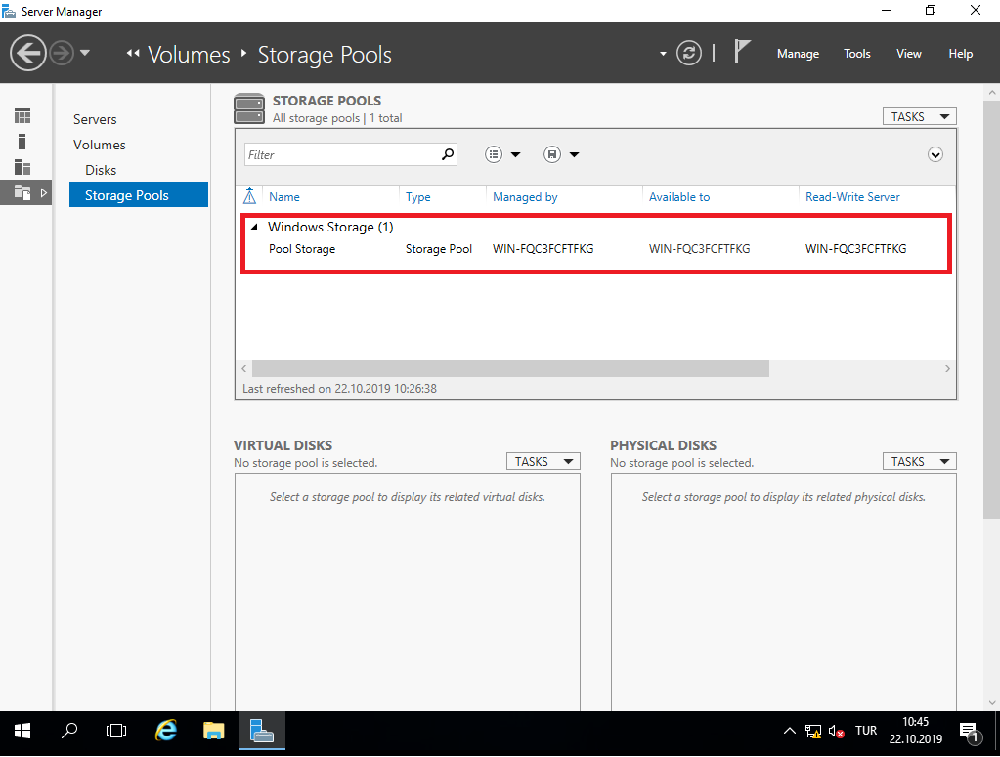 Server Manager
Volumes Storage Pools
Manage Tools View Help
Servers
Volumes
Disks
Storage Pools
STORAGE POOLS
All storage pools | 1 total
TASKS
Filter
Name Type Managed by Available to Read-Write Server
Windows Storage (1)
Pool Storage Storage Pool WIN-FQC3FCFTFKG WIN-FQC3FCFTFKG WIN-FQC3FCFTFKG
Last refreshed on 22.10.2019 10:26:38
VIRTUAL DISKS
No storage pool is selected.
TASKS
Select a storage pool to display its related virtual disks.
PHYSICAL DISKS
No storage pool is selected.
TASKS
Select a storage pool to display its related physical disks.
TUR
10:45
22.10.2019
1